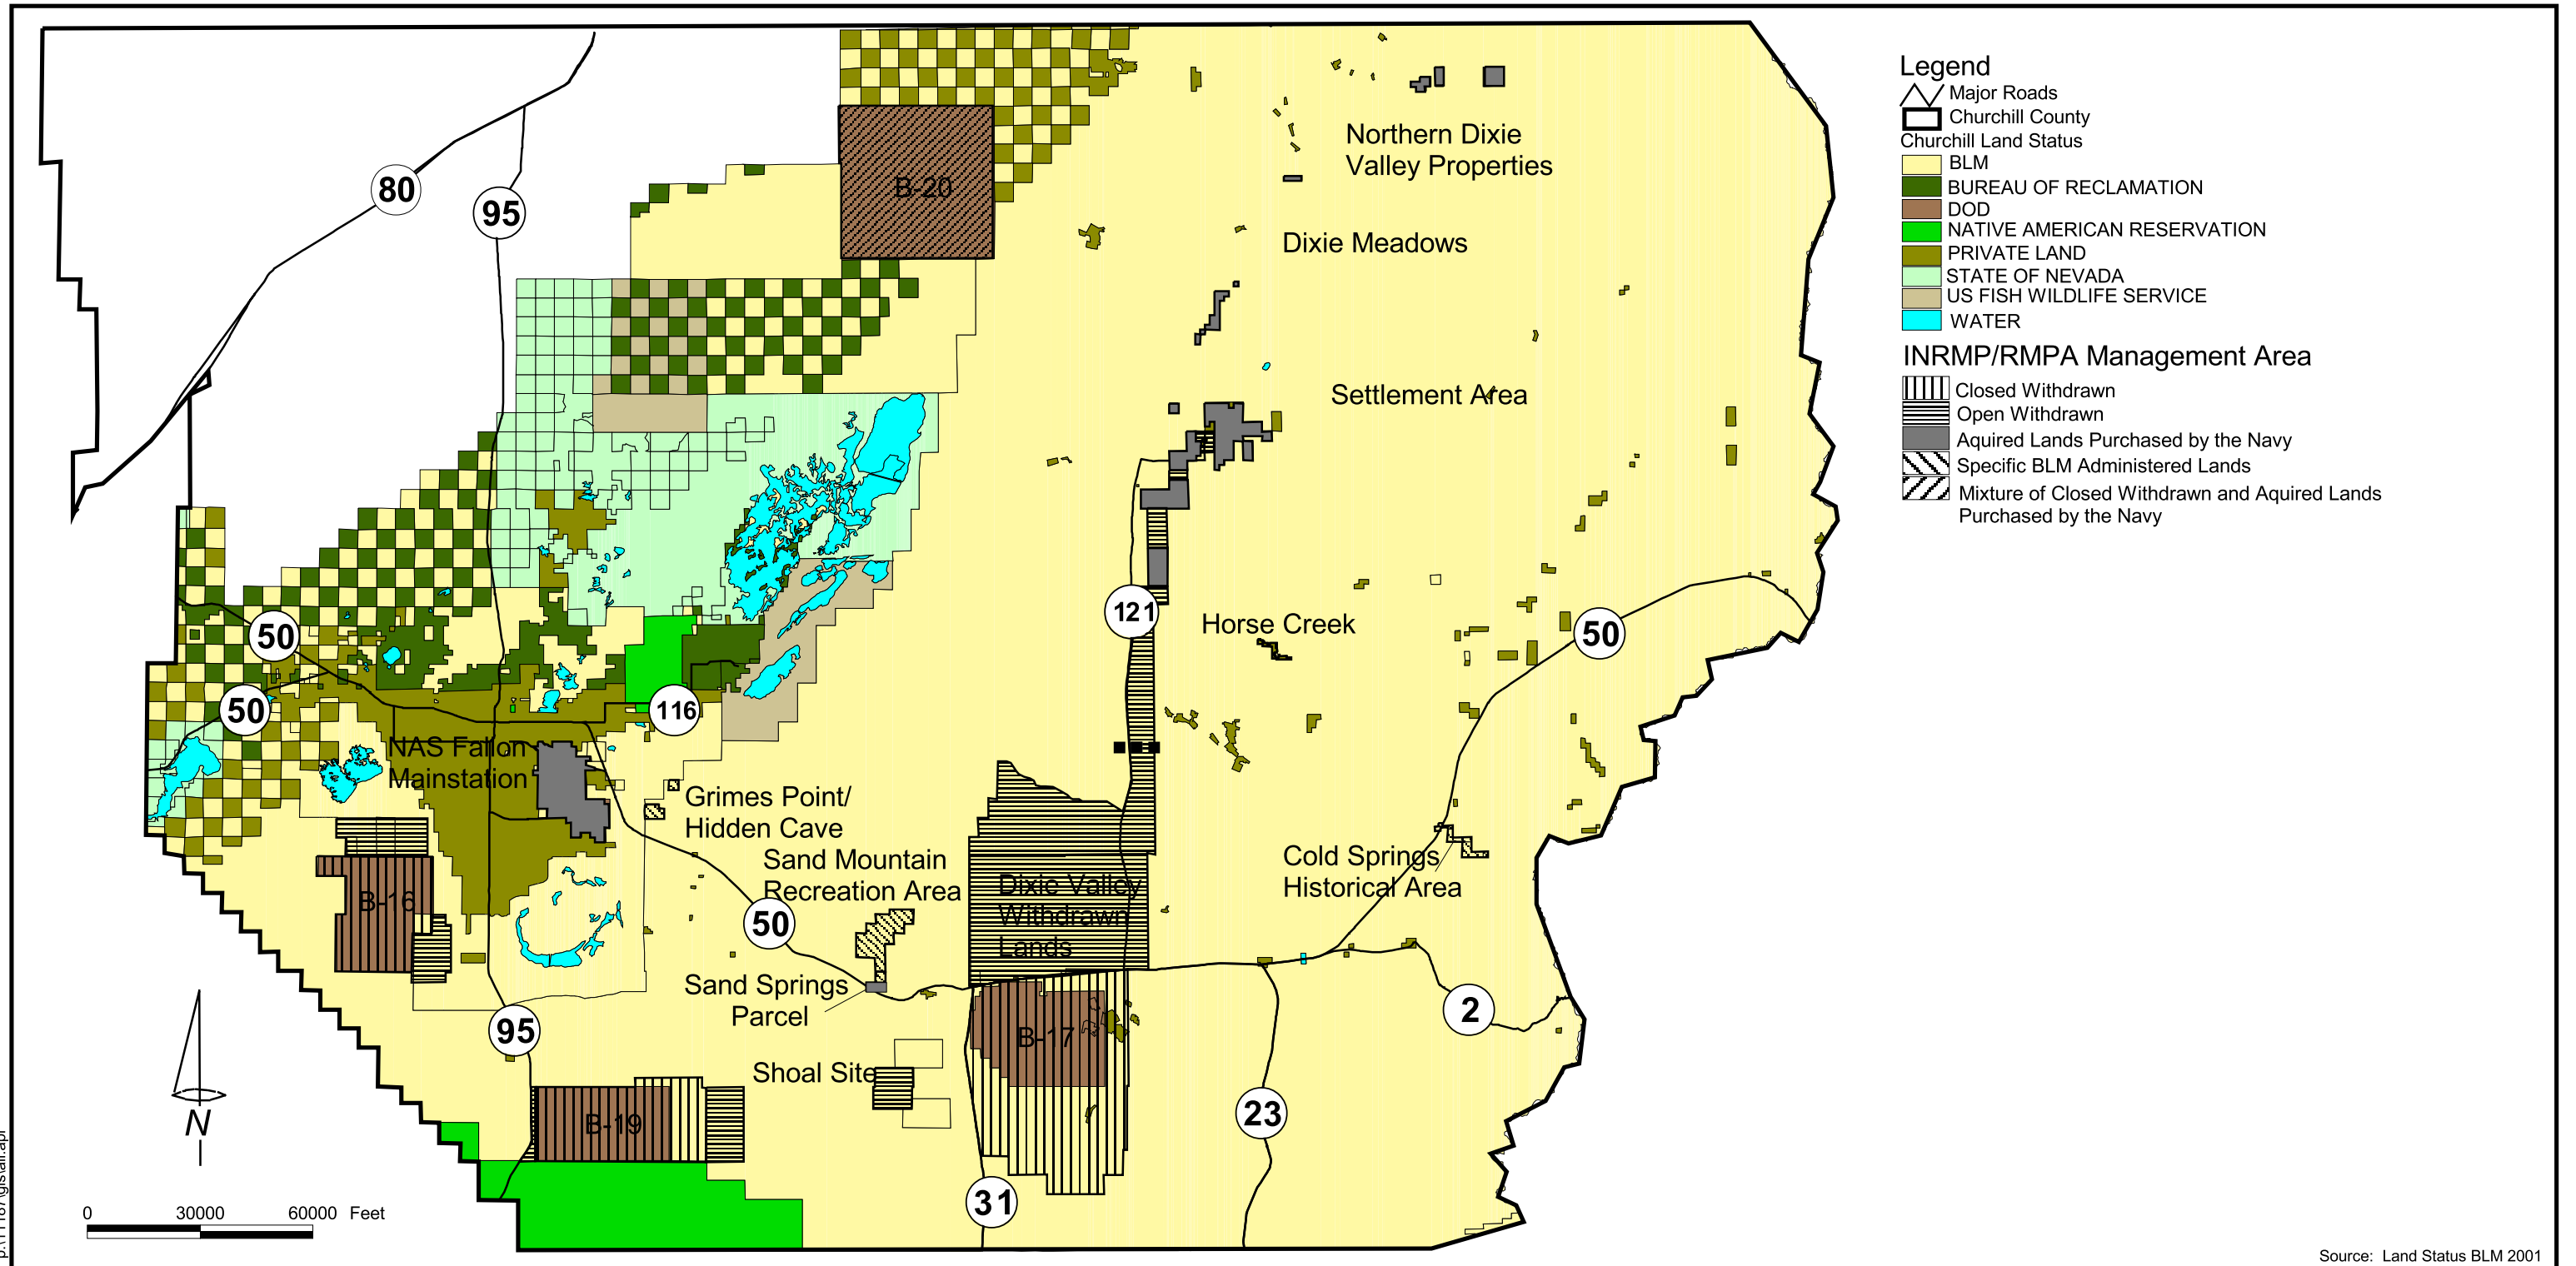 80
95
B-20
Northern Dixie
Valley Properties
Dixie Meadows
Settlement Area
121
Horse Creek
50
50
50
116
NAS Fallon
Mainstation
Grimes Point/
Hidden Cave
Sand Mountain
Recreation Area
Dixie Valley
Withdrawn
Lands
Cold Springs
Historical Area
B-16
50
Sand Springs
Parcel
95
B-17
2
Shoal Site
B-19
23
31
N
0 30000 60000 Feet
Legend
Major Roads
Churchill County
Churchill Land Status
BLM
BUREAU OF RECLAMATION
DOD
NATIVE AMERICAN RESERVATION
PRIVATE LAND
STATE OF NEVADA
US FISH WILDLIFE SERVICE
WATER
INRMP/RMPA Management Area
Closed Withdrawn
Open Withdrawn
Aquired Lands Purchased by the Navy
Specific BLM Administered Lands
Mixture of Closed Withdrawn and Aquired Lands
Purchased by the Navy
Source: Land Status BLM 2001